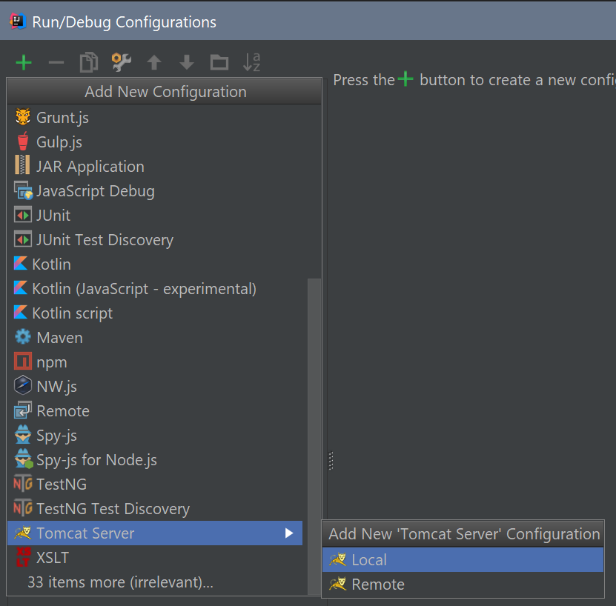 Run/Debug Configurations
Press the + button to create a new confi
Add New Configuration
Grunt.js
Gulp.js
JAR Application
JavaScript Debug
JUnit
JUnit Test Discovery
Kotlin
Kotlin (JavaScript - experimental)
Kotlin script
Maven
npm
NW.js
Remote
Spy-js
Spy-js for Node.js
TestNG
TestNG Test Discovery
Tomcat Server
XSLT
33 items more (irrelevant)...
Add New 'Tomcat Server' Configuration
Local
Remote